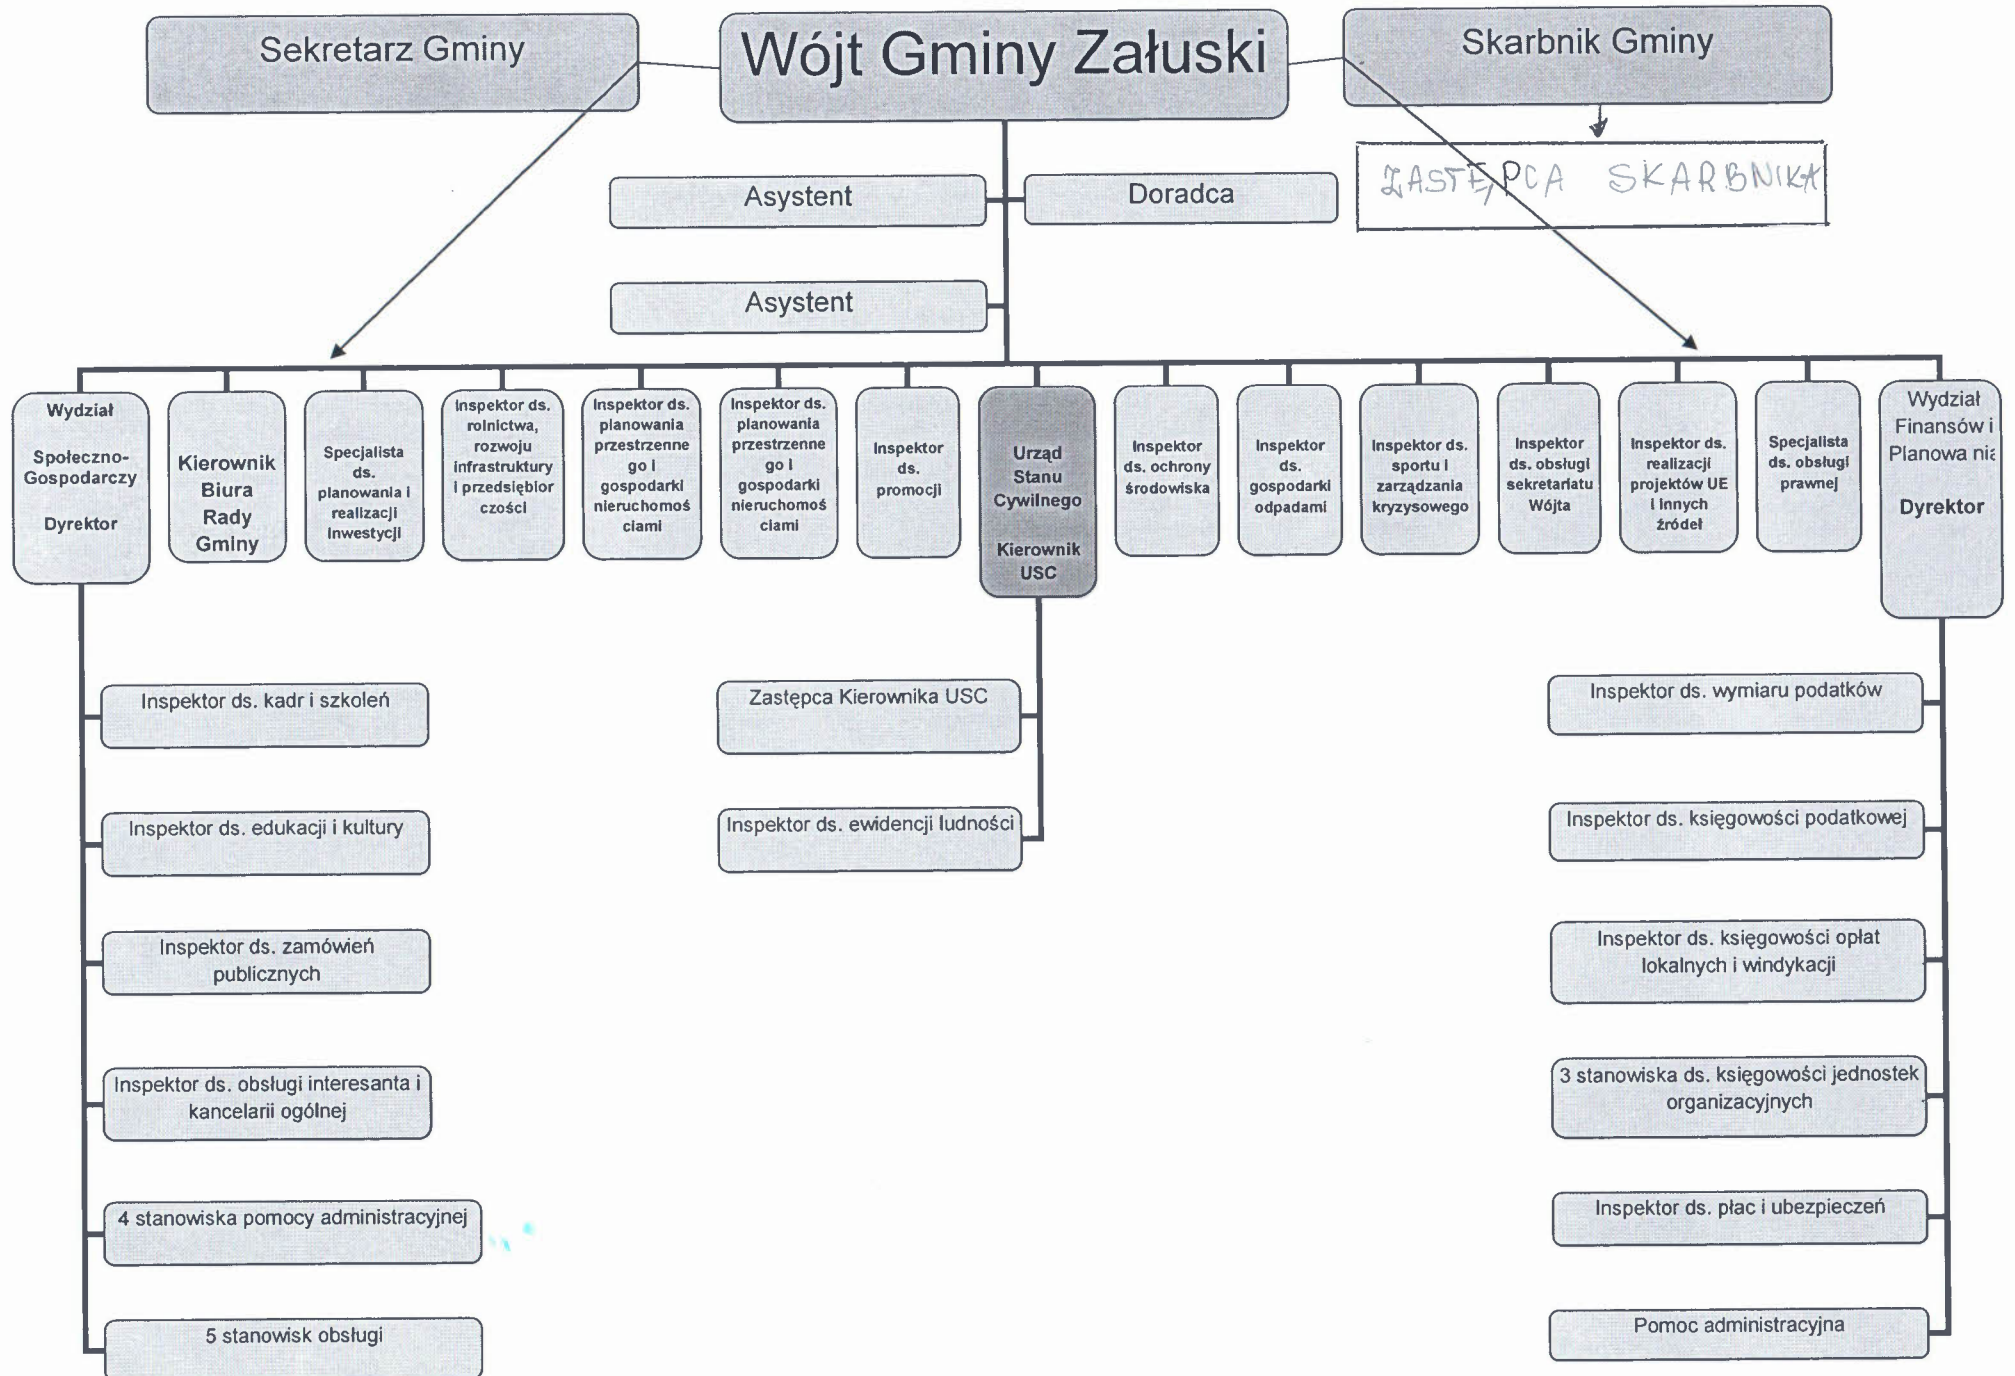 Sekretarz Gminy
Wójt Gminy Załuski
Skarbnik Gminy
ZASTĘPCA SKARBNIKA
Asystent
Doradca
Asystent
Wydział
Społeczno-
Gospodarczy
Dyrektor
Kierownik
Biura
Rady
Gminy
Specjalista
ds.
planowania i
realizacji
Inwestycji
Inspektor ds.
rolnictwa,
rozwoju
infrastruktury
i przedsiębior
czości
Inspektor ds.
planowania
przestrzenne
go i
gospodarki
nieruchomoś
ciami
Inspektor ds.
planowania
przestrzenne
go i
gospodarki
nieruchomoś
ciami
Inspektor
ds.
promocji
Urząd
Stanu
Cywilnego
Kierownik
USC
Inspektor
ds. ochrony
środowiska
Inspektor
ds.
gospodarki
odpadami
Inspektor ds.
sportu i
zarządzania
kryzysowego
Inspektor
ds. obsługi
sekretariatu
Wójta
Inspektor ds.
realizacji
projektów UE
i innych
źródeł
Specjalista
ds. obsługi
prawnej
Wydział
Finansów i
Planowa nia
Dyrektor
Inspektor ds. kadr i szkoleń
Inspektor ds. edukacji i kultury
Inspektor ds. zamówień
publicznych
Inspektor ds. obsługi interesanta i
kancelarii ogólnej
4 stanowiska pomocy administracyjnej
5 stanowisk obsługi
Zastępca Kierownika USC
Inspektor ds. ewidencji ludności
Inspektor ds. wymiaru podatków
Inspektor ds. księgowości podatkowej
Inspektor ds. księgowości opłat
lokalnych i windykacji
3 stanowiska ds. księgowości jednostek
organizacyjnych
Inspektor ds. płac i ubezpieczeń
Pomoc administracyjna